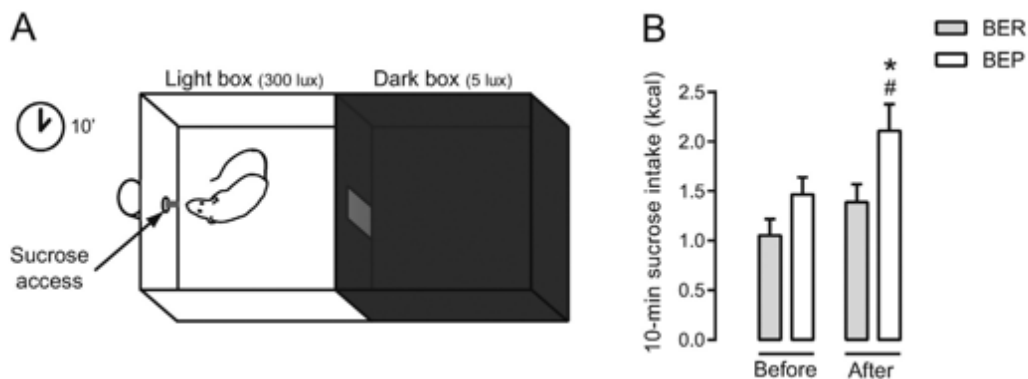 A
Light box (300 lux)
Dark box (5 lux)
10'
Sucrose
access
B
BER
BEP
*
#
10-min sucrose intake (kcal)
2.5
2.0
1.5
1.0
0.5
0.0
Before
After